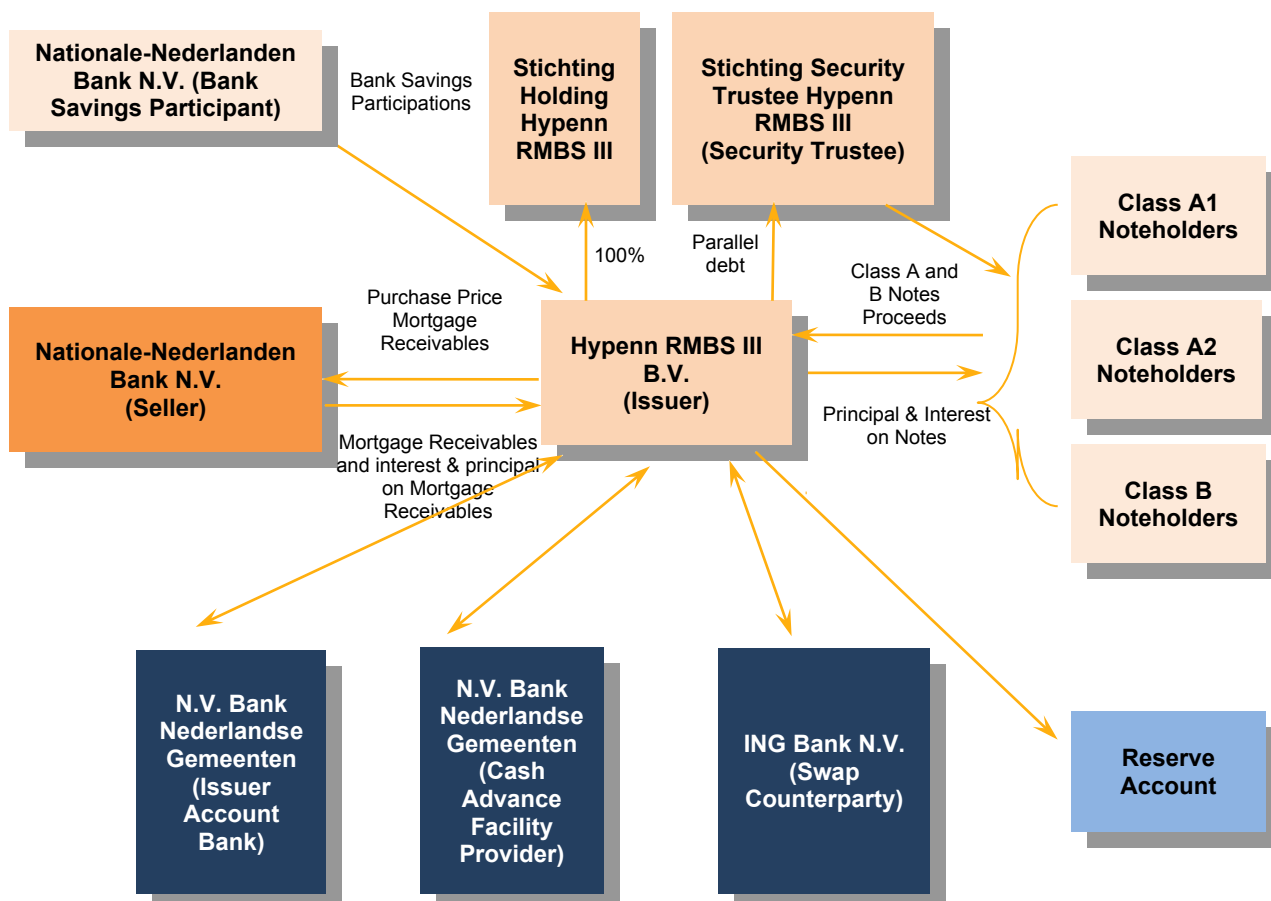 Nationale-Nederlanden
Bank N.V. (Bank
Savings Participant)
Bank Savings
Participations
Stichting
Holding
Hypenn
RMBS III
Stichting Security
Trustee Hypenn
RMBS III
(Security Trustee)
Class A1
Noteholders
100%
Parallel
debt
Class A and
B Notes
Proceeds
Purchase Price
Mortgage
Receivables
Nationale-Nederlanden
Bank N.V.
(Seller)
Hypenn RMBS III
B.V.
(Issuer)
Class A2
Noteholders
Principal & Interest
on Notes
Mortgage Receivables
and interest & principal
on Mortgage
Receivables
Class B
Noteholders
N.V. Bank
Nederlandse
Gemeenten
(Issuer
Account
Bank)
N.V. Bank
Nederlandse
Gemeenten
(Cash
Advance
Facility
Provider)
ING Bank N.V.
(Swap
Counterparty)
Reserve
Account